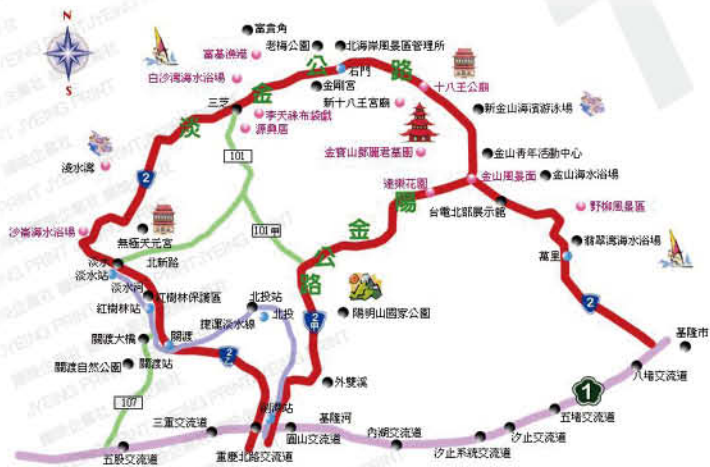 富貴角
老梅公園
北海岸風景區管理所
富基漁港
石門
白沙灣海水浴場
金剛宮
十八王公廟
新十八王宮廟
三芝
李天祿布袋戲
源興居
新金山海濱游泳場
淡金公路
101
金寶山鄧麗君墓園
金山青年活動中心
淺水灣
2
達樂花園
金山風景面
金山海水浴場
台電北部展示館
野柳風景區
陽金公路
沙崙海水浴場
無極天元宮
101甲
翡翠灣海水浴場
萬里
淡水
北新路
淡水站
淡水河
紅樹林保護區
紅樹林站
北投站
北投
捷運淡水線
2甲
陽明山國家公園
2
關渡大橋
關渡
關渡站
關渡自然公園
2乙
基隆市
八堵交流道
107
外雙溪
劍潭站
1
五堵交流道
三重交流道
基隆河
圓山交流道
內湖交流道
汐止交流道
汐止系統交流道
五股交流道
重慶北路交流道